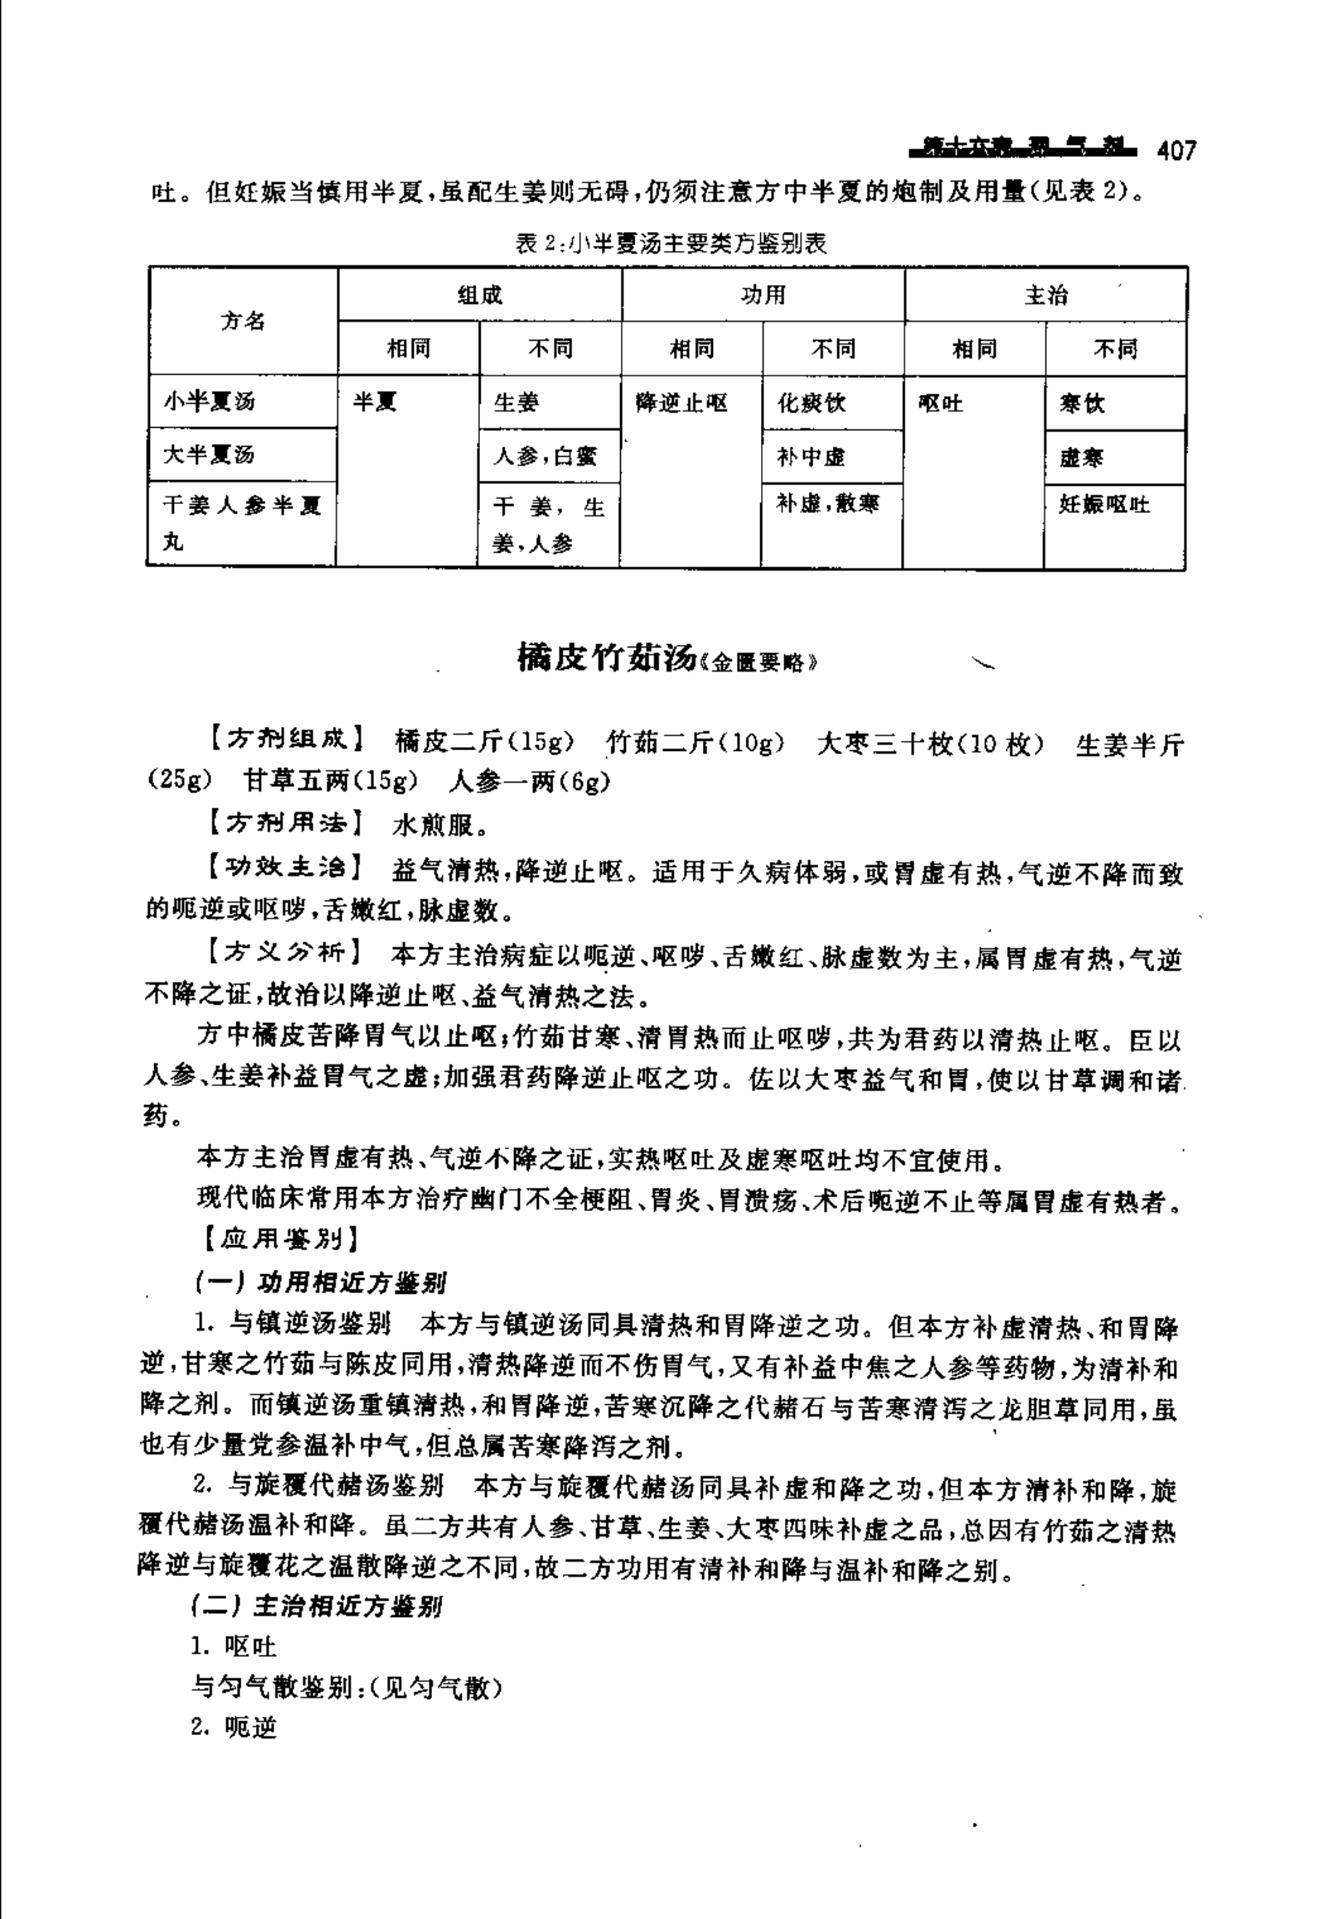 第十六章 理 气 剂 407
吐。但妊娠当慎用半夏,虽配生姜则无碍,仍须注意方中半夏的炮制及用量(见表 2)。
表 2:小半夏汤主要类方鉴别表
方名 组成 功用 主治
相同 不同 相同 不同 相同 不同
小半夏汤 半夏 生姜 降逆止呕 化痰饮 呕吐 寒饮
大半夏汤 人参,白蜜 补中虚 虚寒
干姜人参半夏 干姜,生 补虚,散寒 妊娠呕吐
丸 姜,人参
橘皮竹茹汤《金匮要略》
【方剂组成】 橘皮二斤(15g) 竹茹二斤(10g) 大枣三十枚(10 枚) 生姜半斤
(25g) 甘草五两(15g) 人参一两(6g)
【方剂用法】 水煎服。
【功效主治】 益气清热,降逆止呕。适用于久病体弱,或胃虚有热,气逆不降而致
的呃逆或呕哕,舌嫩红,脉虚数。
【方义分析】 本方主治病症以呃逆、呕哕、舌嫩红、脉虚数为主,属胃虚有热,气逆
不降之证,故治以降逆止呕、益气清热之法。
方中橘皮苦降胃气以止呕;竹茹甘寒、清胃热而止呕哕,共为君药以清热止呕。臣以
人参、生姜补益胃气之虚;加强君药降逆止呕之功。佐以大枣益气和胃,使以甘草调和诸
药。
本方主治胃虚有热、气逆不降之证,实热呕吐及虚寒呕吐均不宜使用。
现代临床常用本方治疗幽门不全梗阻、胃炎、胃溃疡、术后呃逆不止等属胃虚有热者。
【应用鉴别】
(一)功用相近方鉴别
1. 与镇逆汤鉴别 本方与镇逆汤同具清热和胃降逆之功。但本方补虚清热、和胃降
逆,甘寒之竹茹与陈皮同用,清热降逆而不伤胃气,又有补益中焦之人参等药物,为清补和
降之剂。而镇逆汤重镇清热,和胃降逆,苦寒沉降之代赭石与苦寒清泻之龙胆草同用,虽
也有少量党参温补中气,但总属苦寒降泻之剂。
2. 与旋覆代赭汤鉴别 本方与旋覆代赭汤同具补虚和降之功,但本方清补和降,旋
覆代赭汤温补和降。虽二方共有人参、甘草、生姜、大枣四味补虚之品,总因有竹茹之清热
降逆与旋覆花之温散降逆之不同,故二方功用有清补和降与温补和降之别。
(二)主治相近方鉴别
1. 呕吐
与匀气散鉴别:(见匀气散)
2. 呃逆